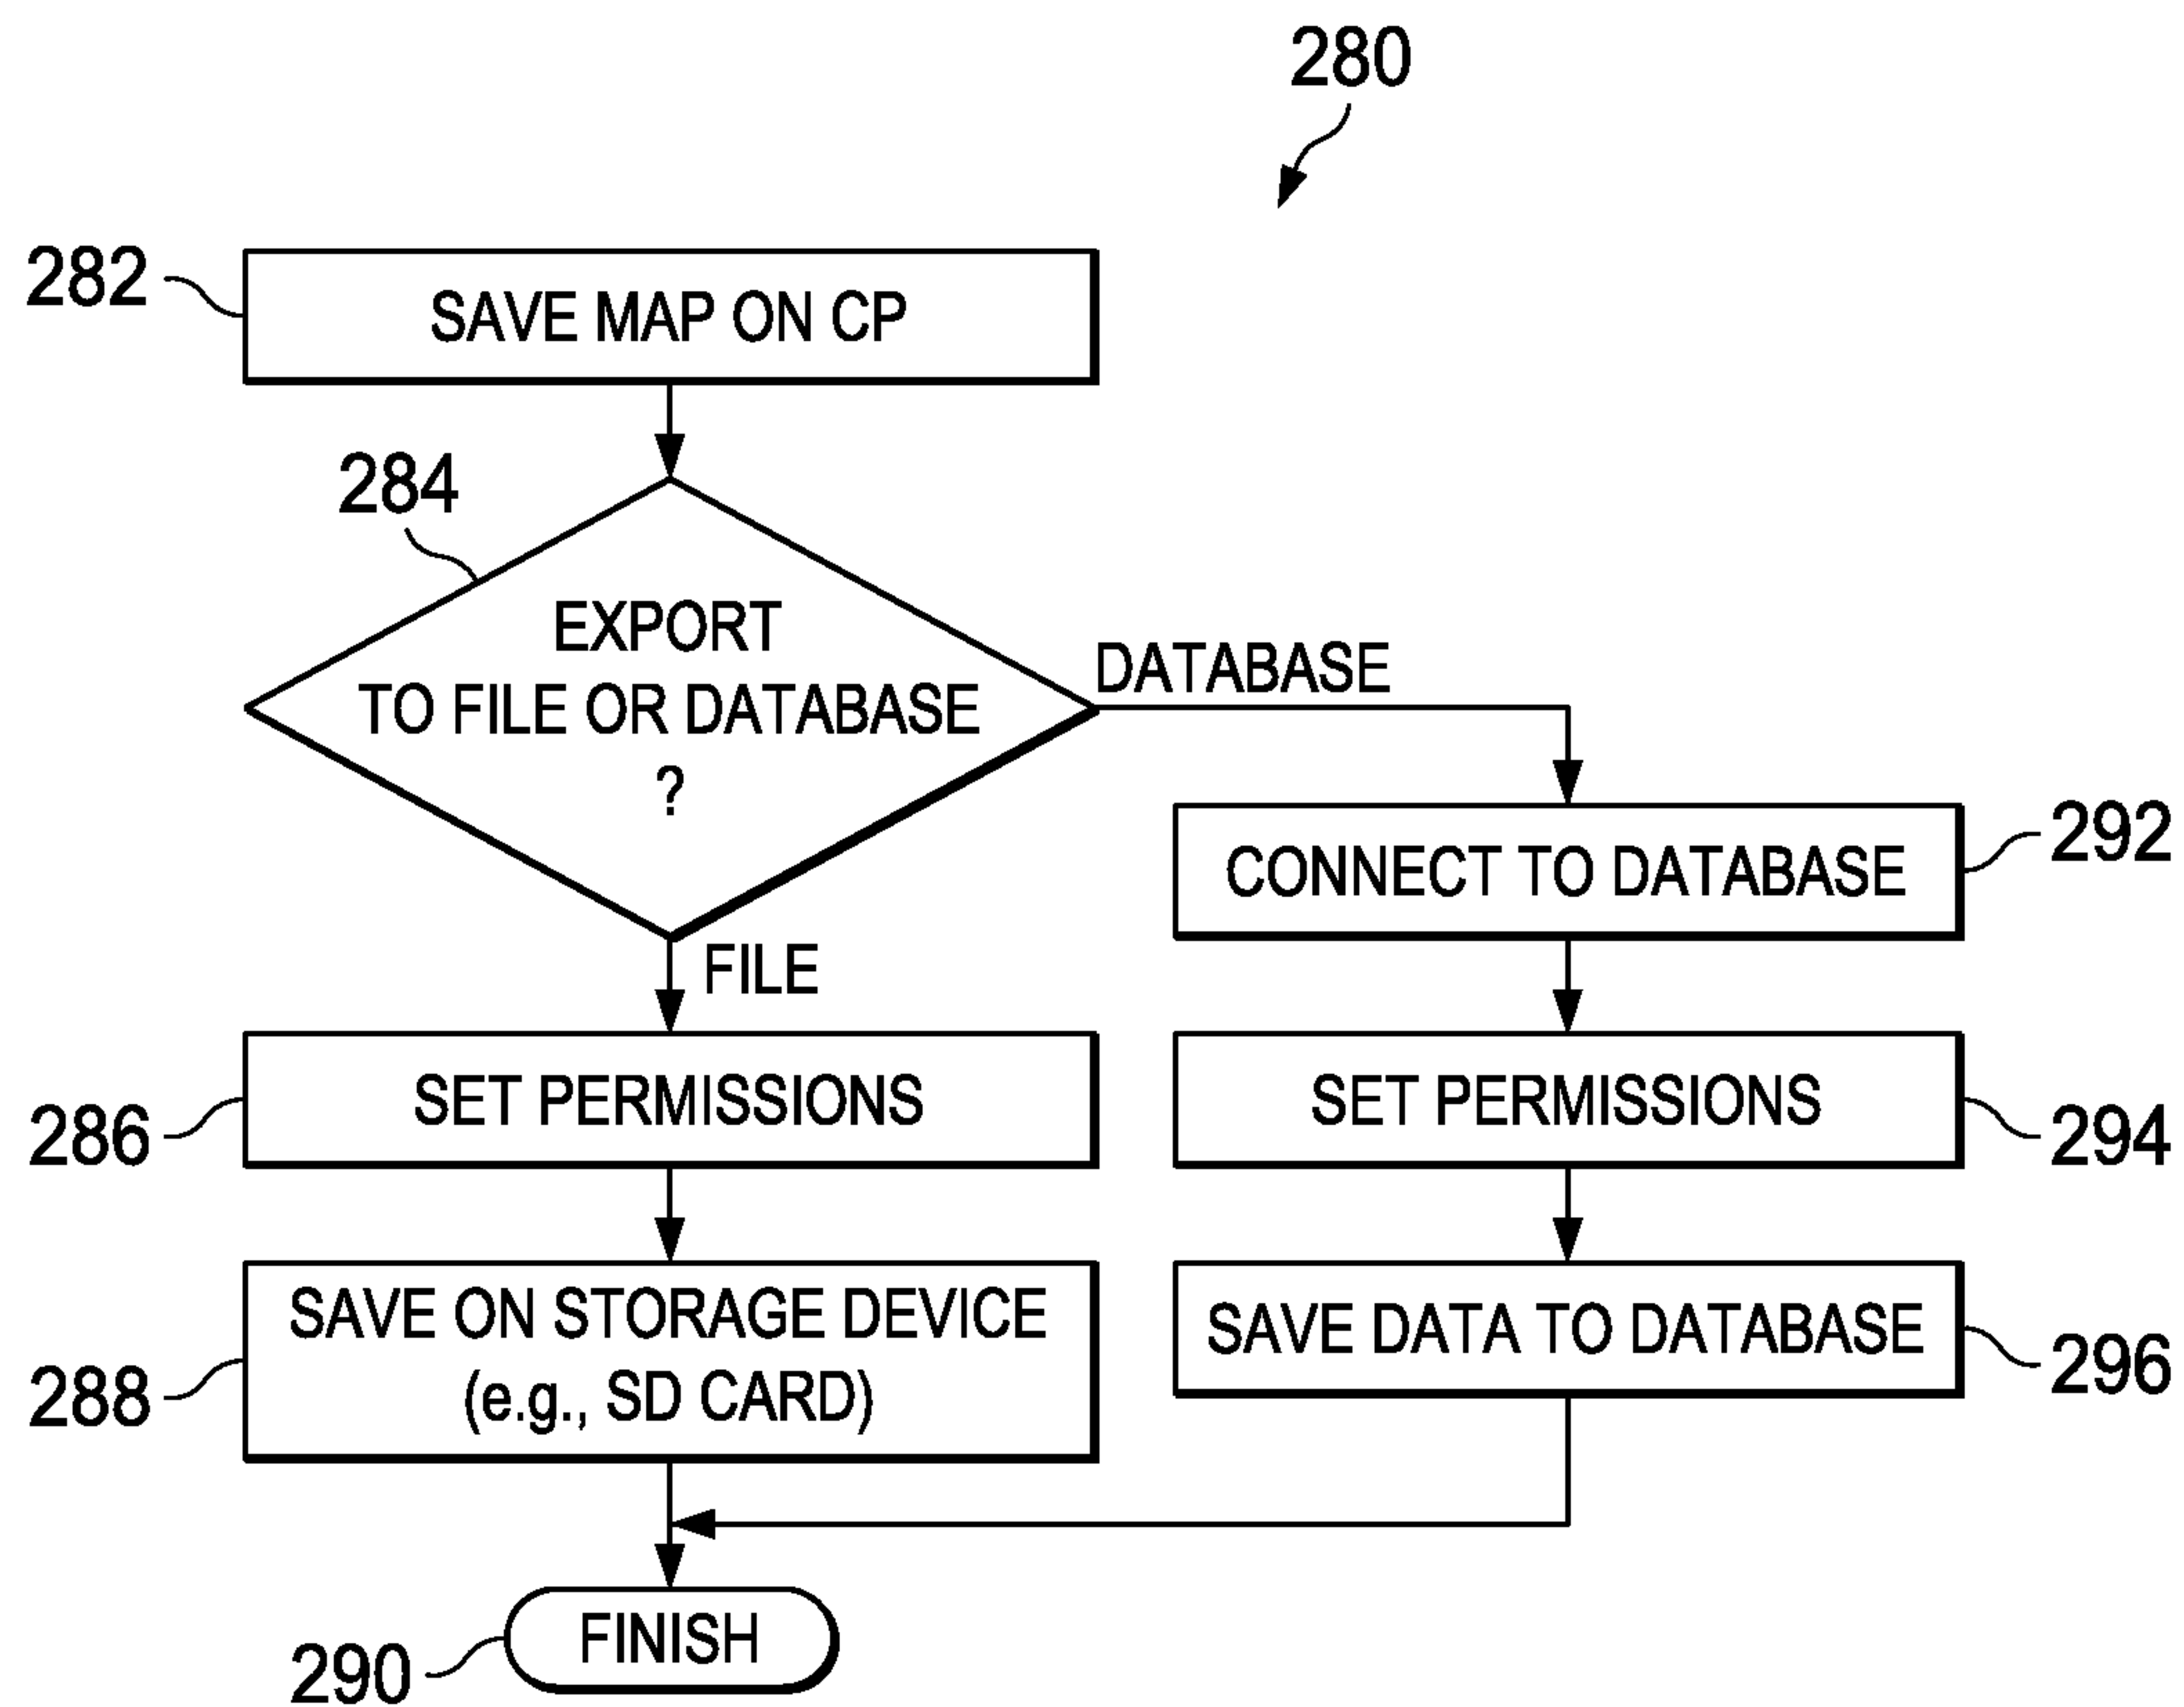 280
282
SAVE MAP ON CP
284
EXPORT
TO FILE OR DATABASE
?
DATABASE
FILE
292
CONNECT TO DATABASE
286
SET PERMISSIONS
SET PERMISSIONS
294
288
SAVE ON STORAGE DEVICE
(e.g., SD CARD)
SAVE DATA TO DATABASE
296
290
FINISH